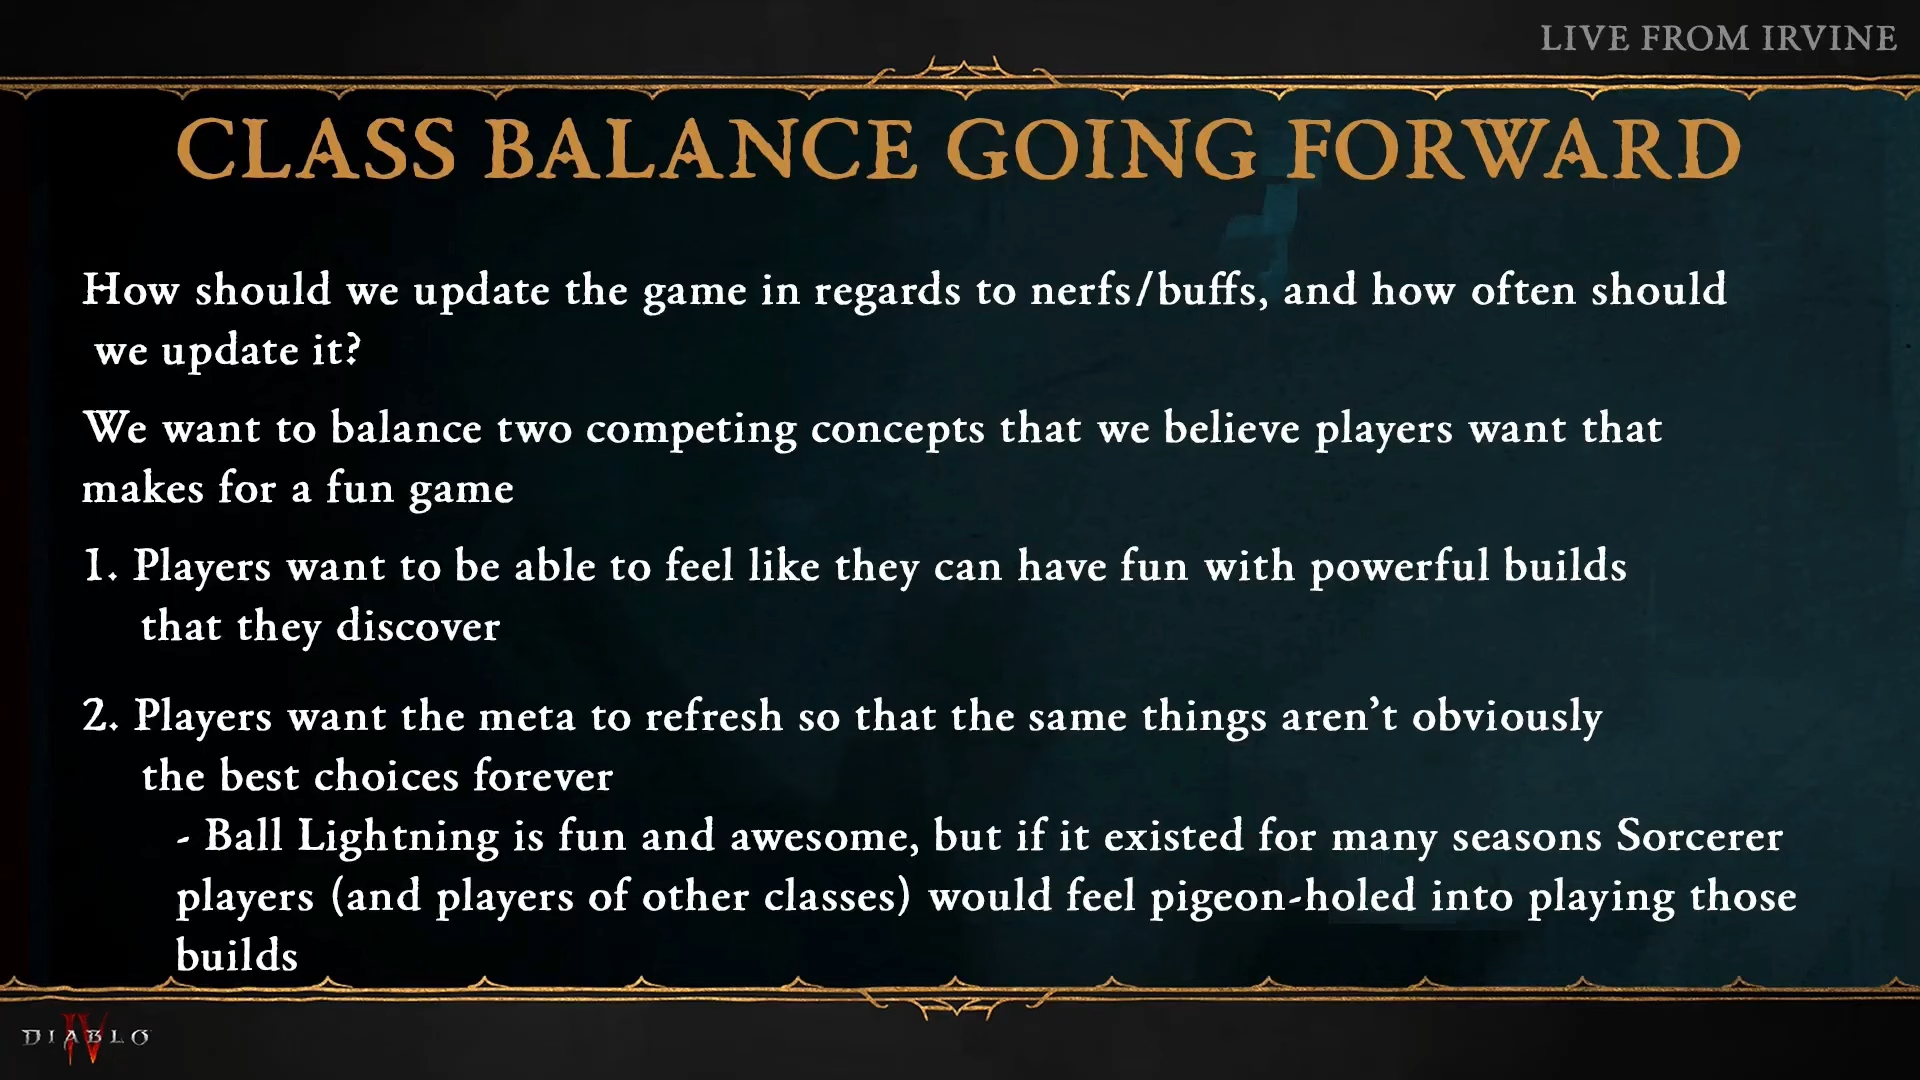 LIVE FROM IRVINE
CLASS BALANCE GOING FORWARD
How should we update the game in regards to nerfs/buffs, and how often should
we update it?
We want to balance two competing concepts that we believe players want that
makes for a fun game
1. Players want to be able to feel like they can have fun with powerful builds
that they discover
2. Players want the meta to refresh so that the same things aren’t obviously
the best choices forever
- Ball Lightning is fun and awesome, but if it existed for many seasons Sorcerer
players (and players of other classes) would feel pigeon-holed into playing those
builds
DIABLO IV